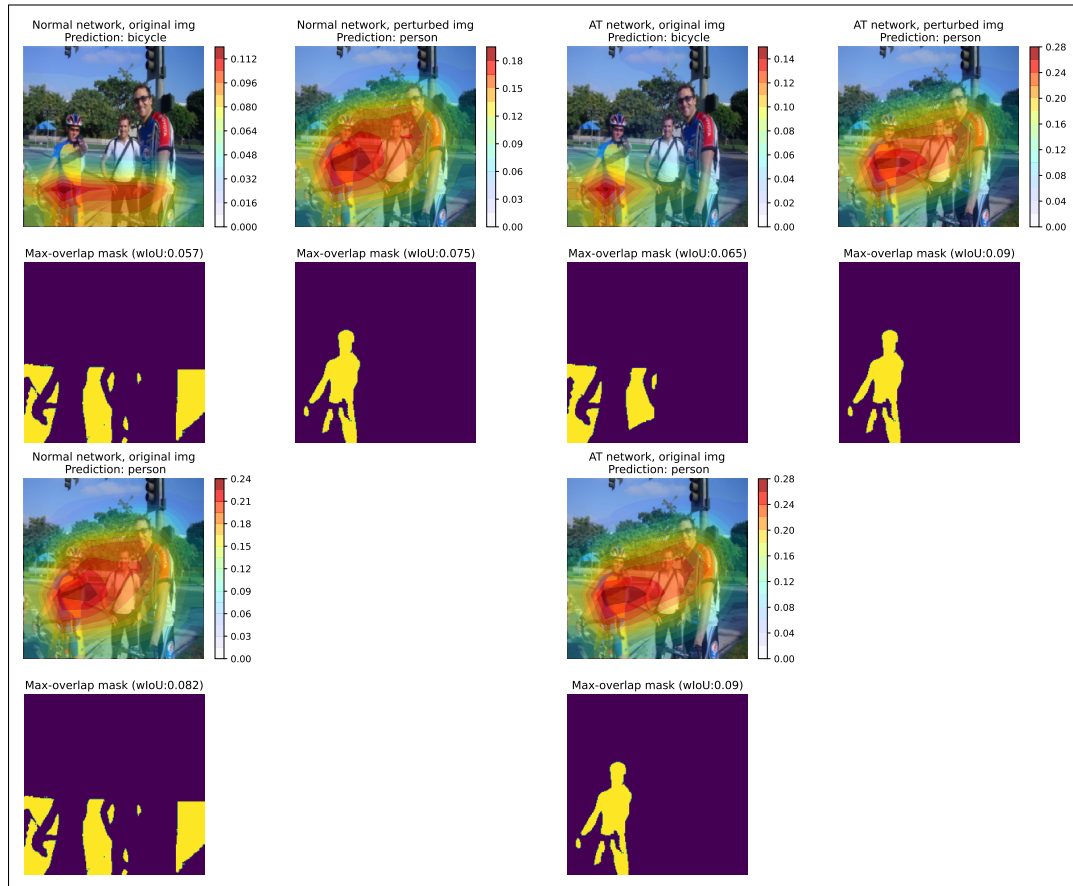 Normal network, original img
Prediction: bicycle
0.112
0.096
0.080
0.064
0.048
0.032
0.016
0.000
Normal network, perturbed img
Prediction: person
0.18
0.15
0.12
0.09
0.06
0.03
0.00
AT network, original img
Prediction: bicycle
0.14
0.12
0.10
0.08
0.06
0.04
0.02
0.00
AT network, perturbed img
Prediction: person
0.28
0.24
0.20
0.16
0.12
0.08
0.04
0.00
Max-overlap mask (wIoU:0.057)
Max-overlap mask (wIoU:0.075)
Max-overlap mask (wIoU:0.065)
Max-overlap mask (wIoU:0.09)
Normal network, original img
Prediction: person
0.24
0.21
0.18
0.15
0.12
0.09
0.06
0.03
0.00
AT network, original img
Prediction: person
0.28
0.24
0.20
0.16
0.12
0.08
0.04
0.00
Max-overlap mask (wIoU:0.082)
Max-overlap mask (wIoU:0.09)